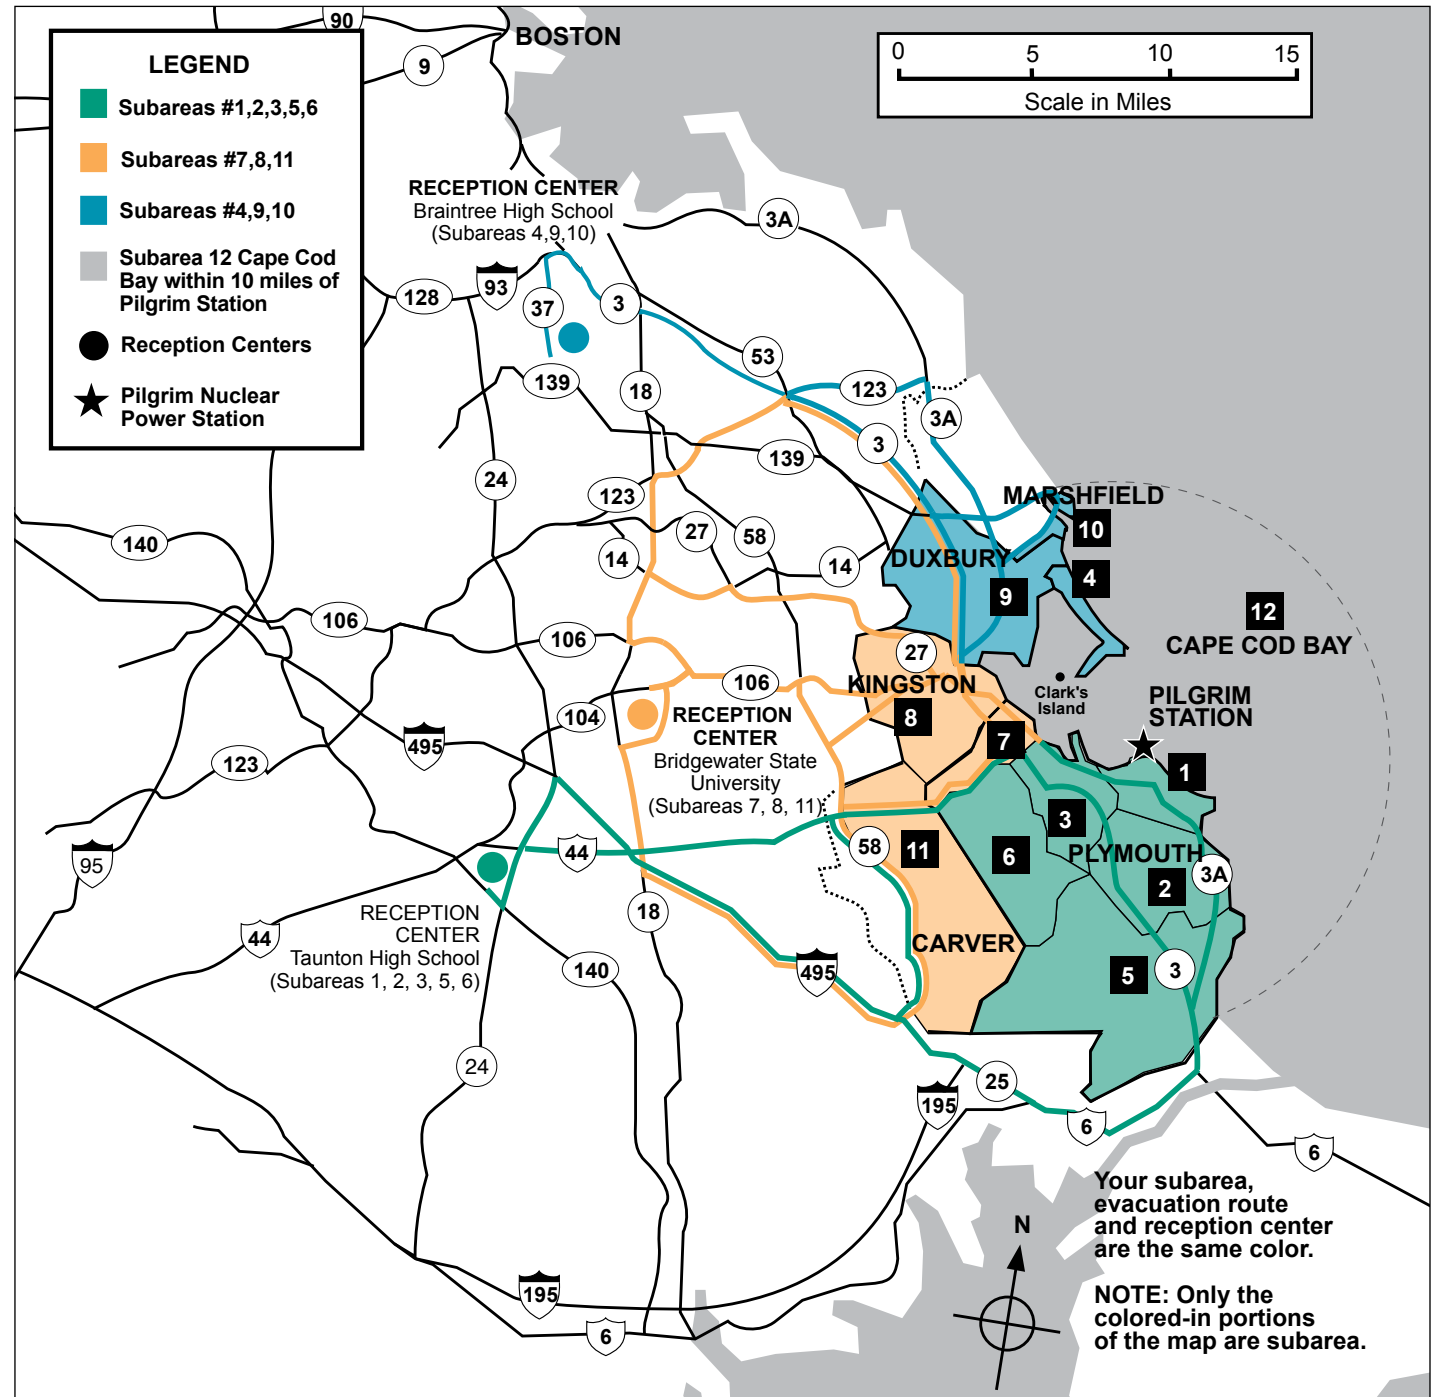 90
BOSTON
9
LEGEND
Subareas #1,2,3,5,6
Subareas #7,8,11
Subareas #4,9,10
Subarea 12 Cape Cod
Bay within 10 miles of
Pilgrim Station
Reception Centers
Pilgrim Nuclear
Power Station
0 5 10 15
Scale in Miles
RECEPTION CENTER
Braintree High School
(Subareas 4,9,10)
3A
93
128
37
3
53
139
18
123
3A
3
139
24
123
MARSHFIELD
10
27
58
140
14
14
DUXBURY
4
9
12
CAPE COD BAY
106
106
27
106
KINGSTON
Clark's
Island
PILGRIM
STATION
8
104
RECEPTION
CENTER
Bridgewater State
University
(Subareas 7, 8, 11)
7
495
123
1
3
58
11
6
PLYMOUTH
44
95
3A
2
18
RECEPTION
CENTER
Taunton High School
(Subareas 1, 2, 3, 5, 6)
44
CARVER
140
495
5
3
24
25
195
6
6
Your subarea,
evacuation route
and reception center
are the same color.
N
195
NOTE: Only the
colored-in portions
of the map are subarea.
6